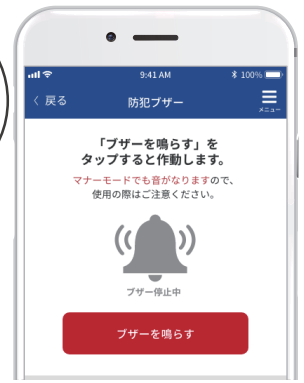 9:41 AM
100%
戻る
防犯ブザー
メニュー
「ブザーを鳴らす」を
タップすると作動します。
マナーモードでも音がなりますので、
使用の際はご注意ください。
ブザー停止中
ブザーを鳴らす